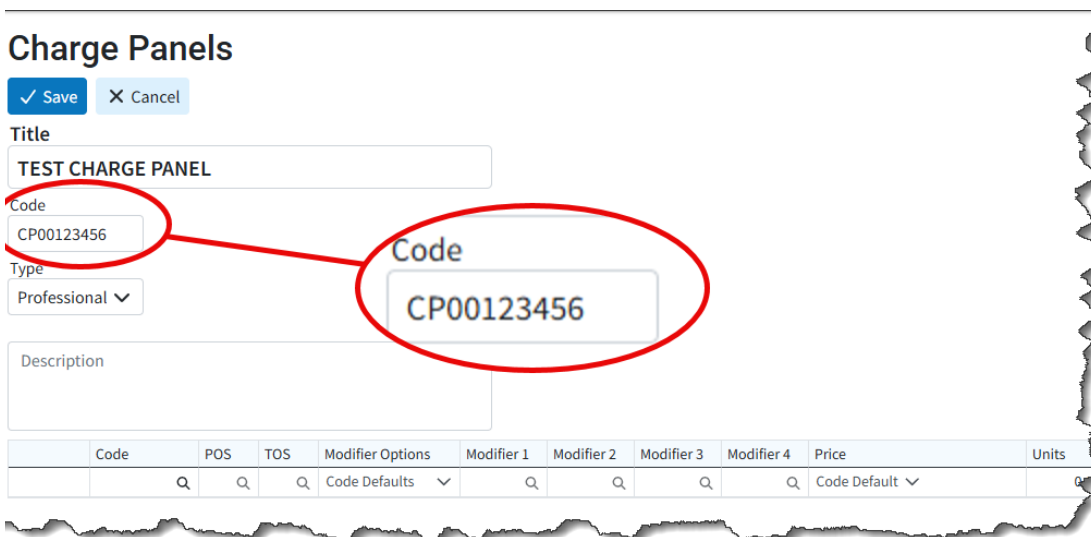 Charge Panels
Save Cancel
Title
TEST CHARGE PANEL
Code
CP00123456
Code
CP00123456
Type
Professional
Description
Code POS TOS Modifier Options Modifier 1 Modifier 2 Modifier 3 Modifier 4 Price Units
Code Defaults Code Default 0